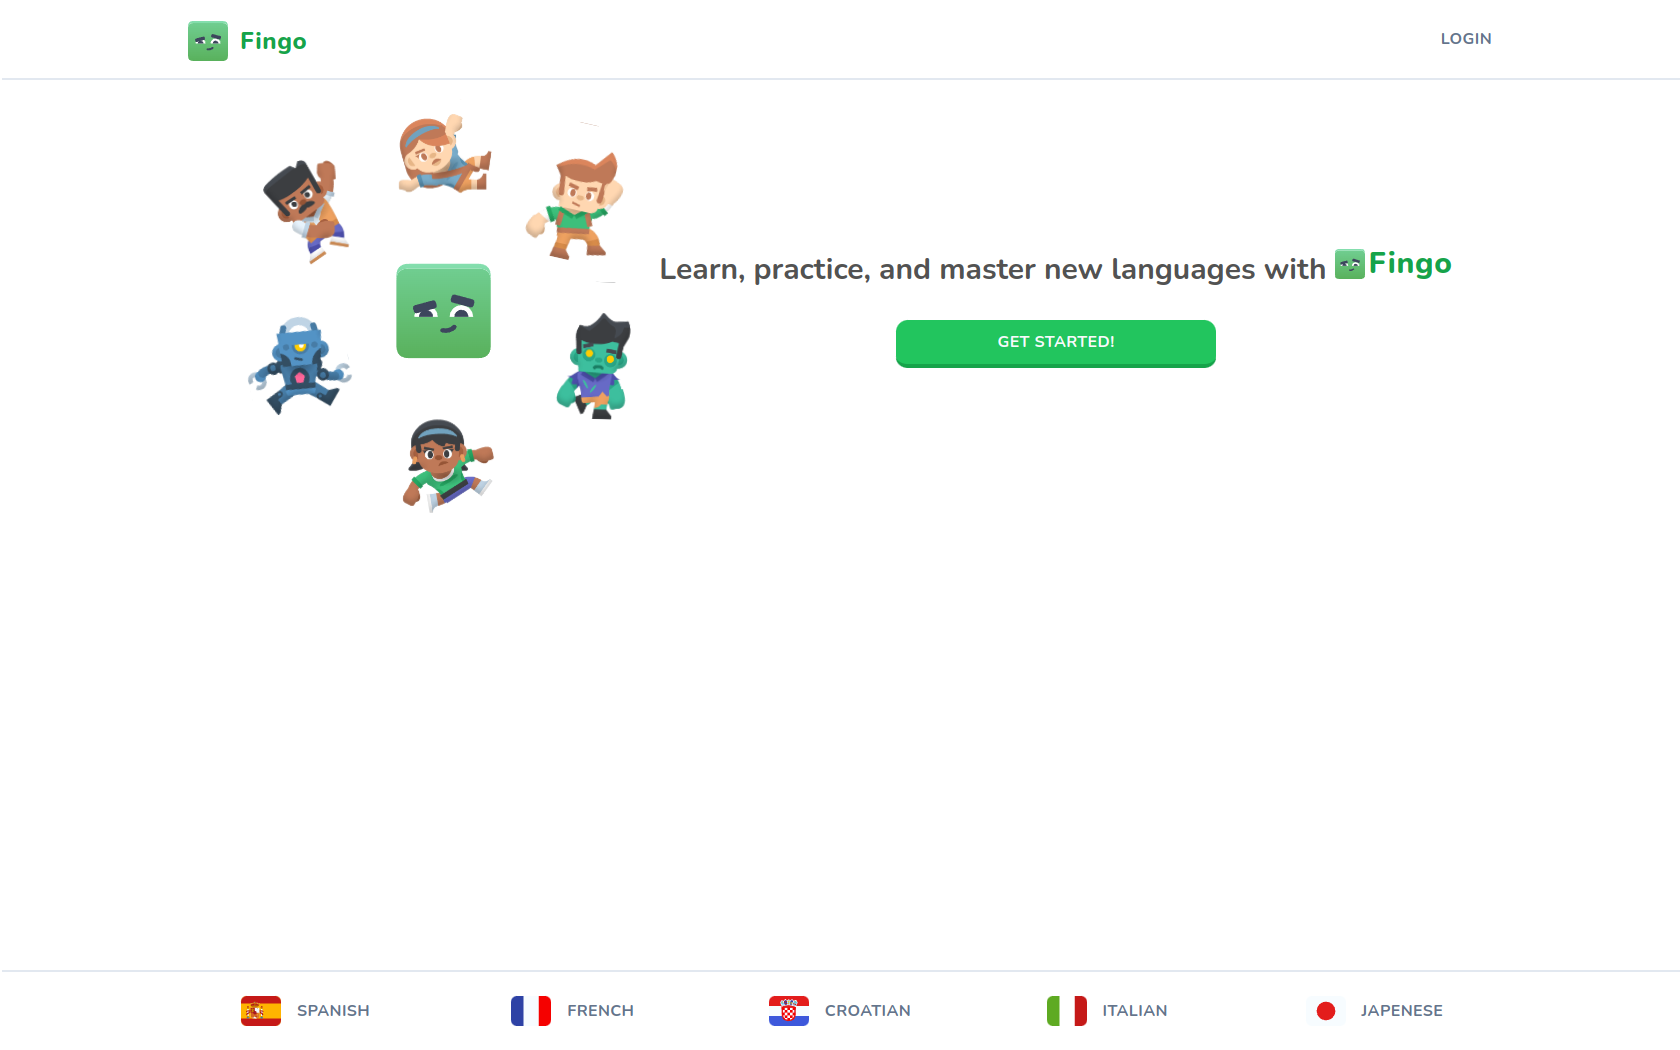 Fingo
LOGIN
Learn, practice, and master new languages with Fingo
GET STARTED!
SPANISH
FRENCH
CROATIAN
ITALIAN
JAPENESE